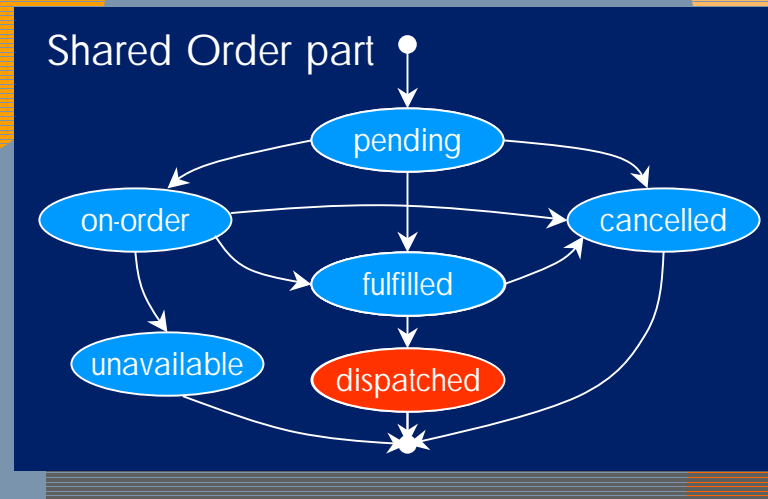 Shared Order part
pending
on-order
cancelled
fulfilled
unavailable
dispatched